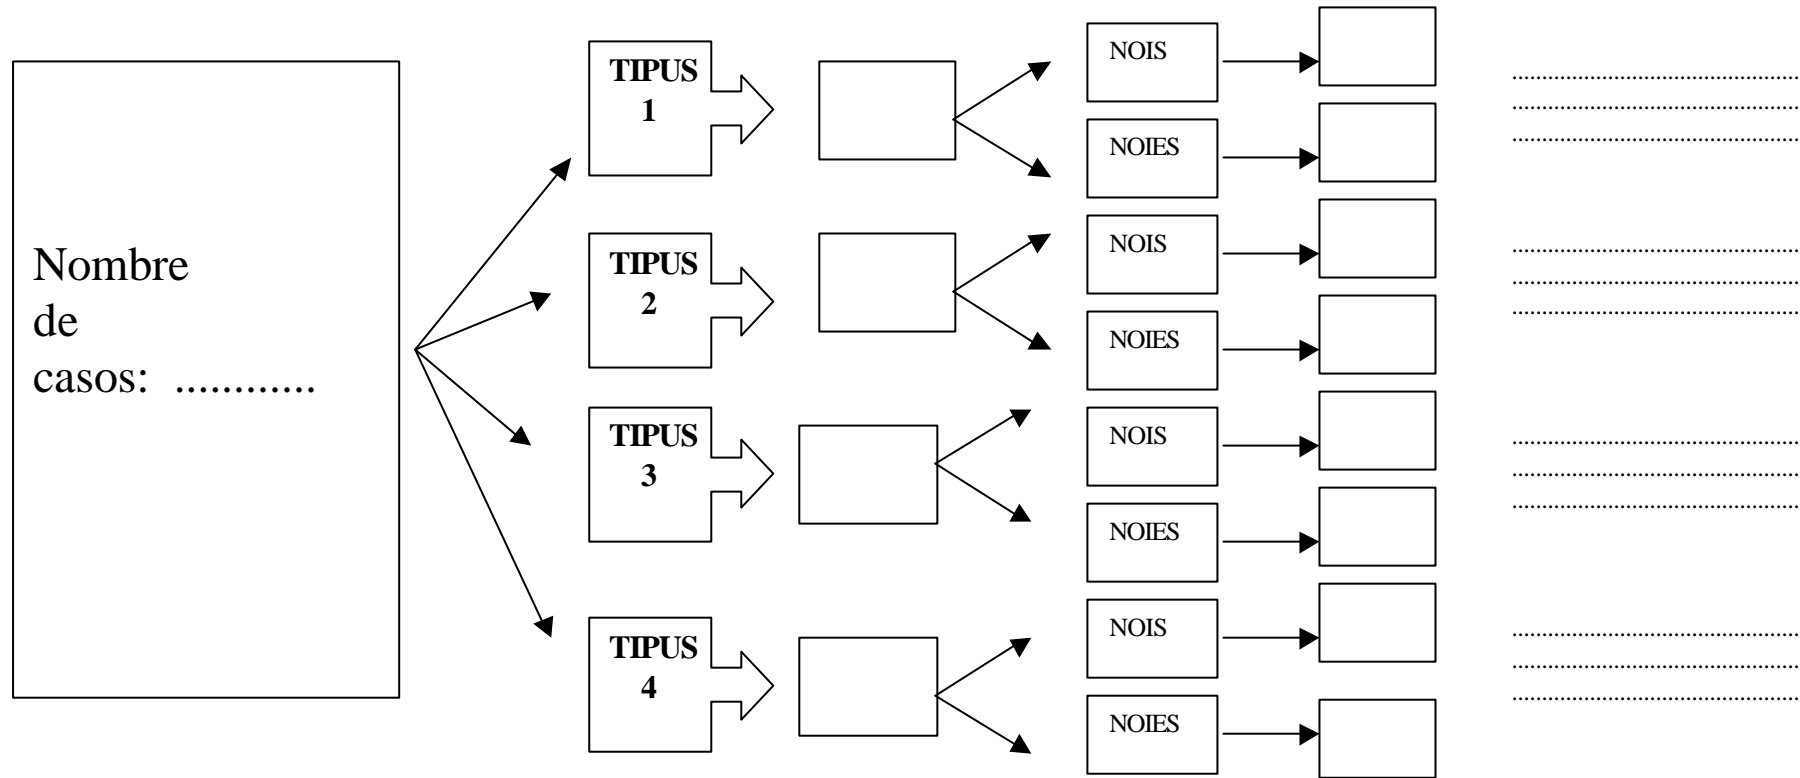 Nombre
de
casos: ............
TIPUS
1
NOIS
NOIES
TIPUS
2
NOIS
NOIES
TIPUS
3
NOIS
NOIES
TIPUS
4
NOIS
NOIES